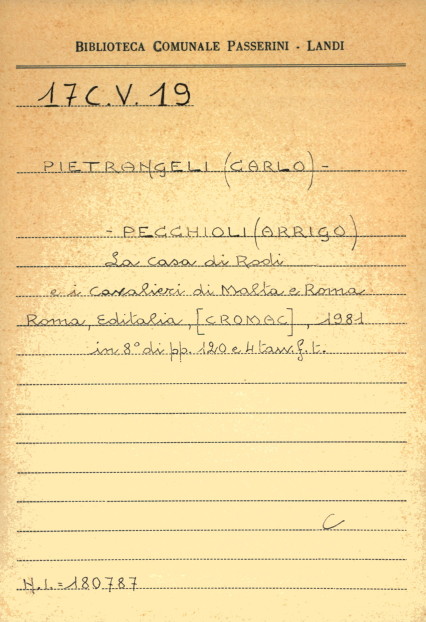 BIBLIOTECA COMUNALE PASSERINI - LANDI
17C.V.19
PIETRANGELI (CARLO) -
- PECCHIOLI (ARRIGO)
La casa di Rodi
e i cavalieri di Malta e Roma
Roma, Editalia, [CROMAC], 1981
in 8° di pp. 120 e 4 tav. f. t.
C
N.I. = 180787